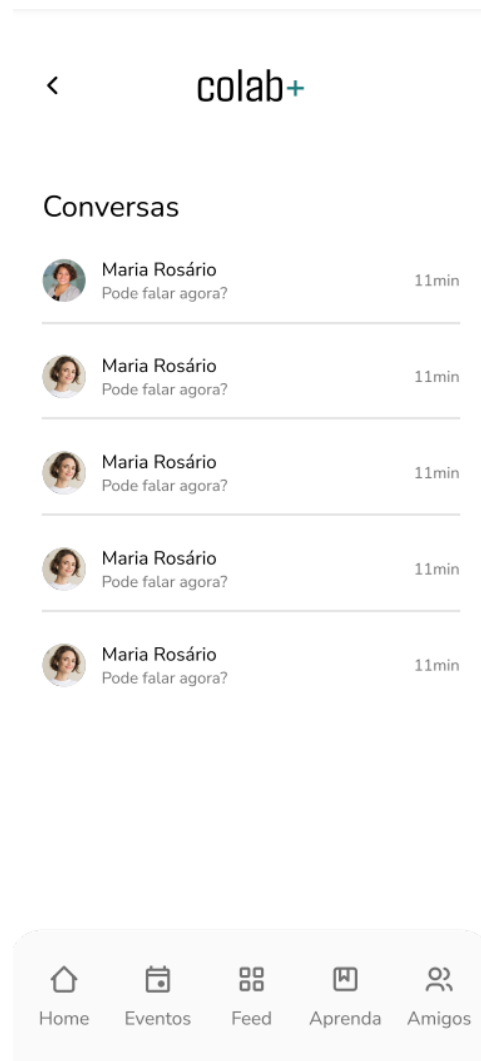 colab+
Conversas
Maria Rosário
Pode falar agora?
11min
Maria Rosário
Pode falar agora?
11min
Maria Rosário
Pode falar agora?
11min
Maria Rosário
Pode falar agora?
11min
Maria Rosário
Pode falar agora?
11min
Home Eventos Feed Aprenda Amigos